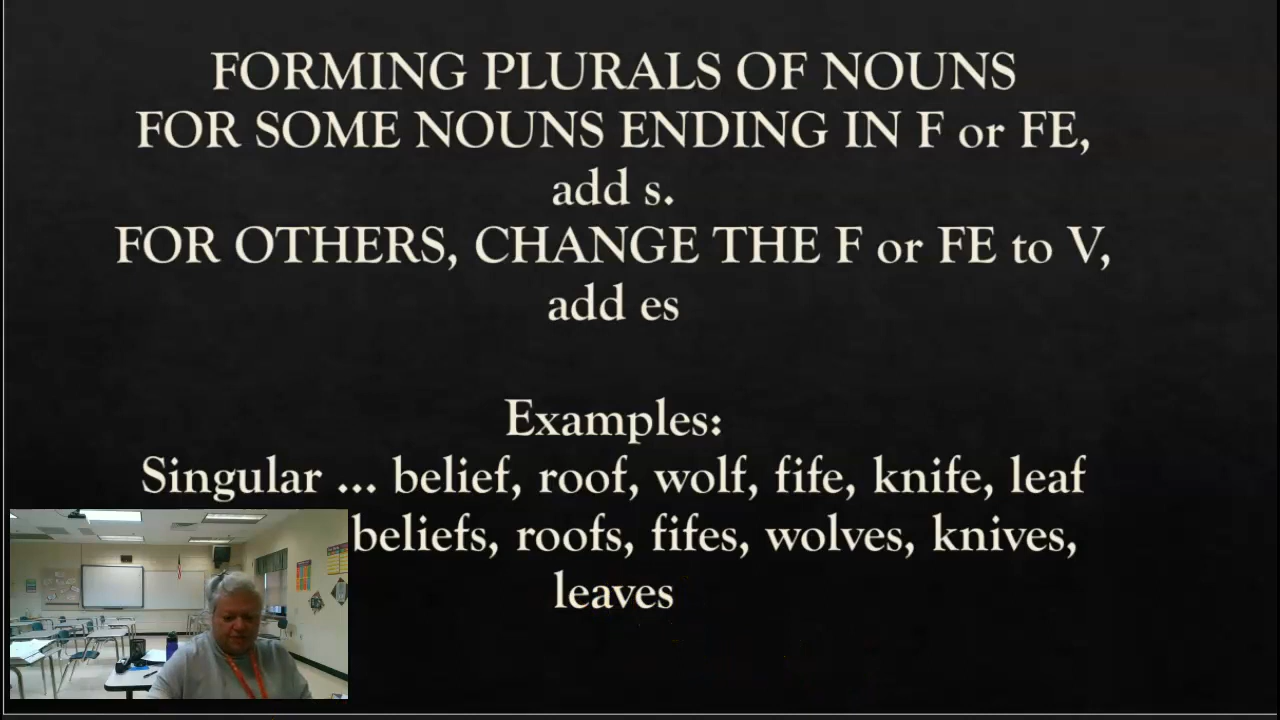 FORMING PLURALS OF NOUNS
FOR SOME NOUNS ENDING IN F or FE,
add s.
FOR OTHERS, CHANGE THE F or FE to V,
add es
Examples:
Singular ... belief, roof, wolf, fife, knife, leaf
beliefs, roofs, fifes, wolves, knives,
leaves